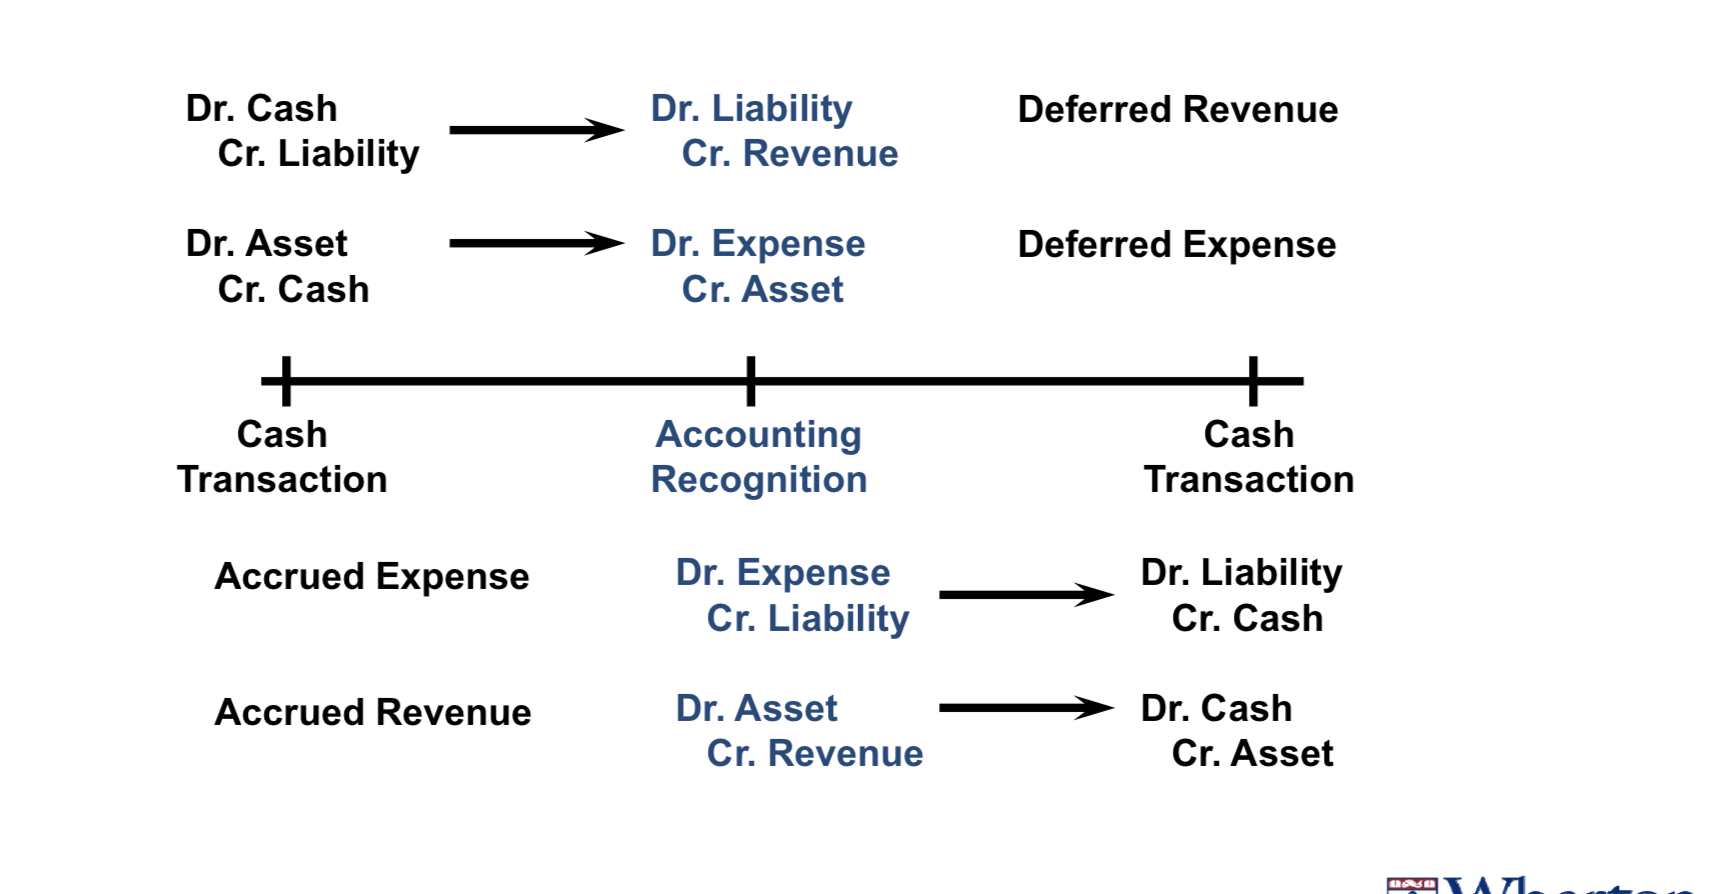 Dr. Cash
Cr. Liability
Dr. Liability
Cr. Revenue
Deferred Revenue
Dr. Asset
Cr. Cash
Dr. Expense
Cr. Asset
Deferred Expense
Cash
Transaction
Accounting
Recognition
Cash
Transaction
Accrued Expense
Dr. Expense
Cr. Liability
Dr. Liability
Cr. Cash
Accrued Revenue
Dr. Asset
Cr. Revenue
Dr. Cash
Cr. Asset
Wharton